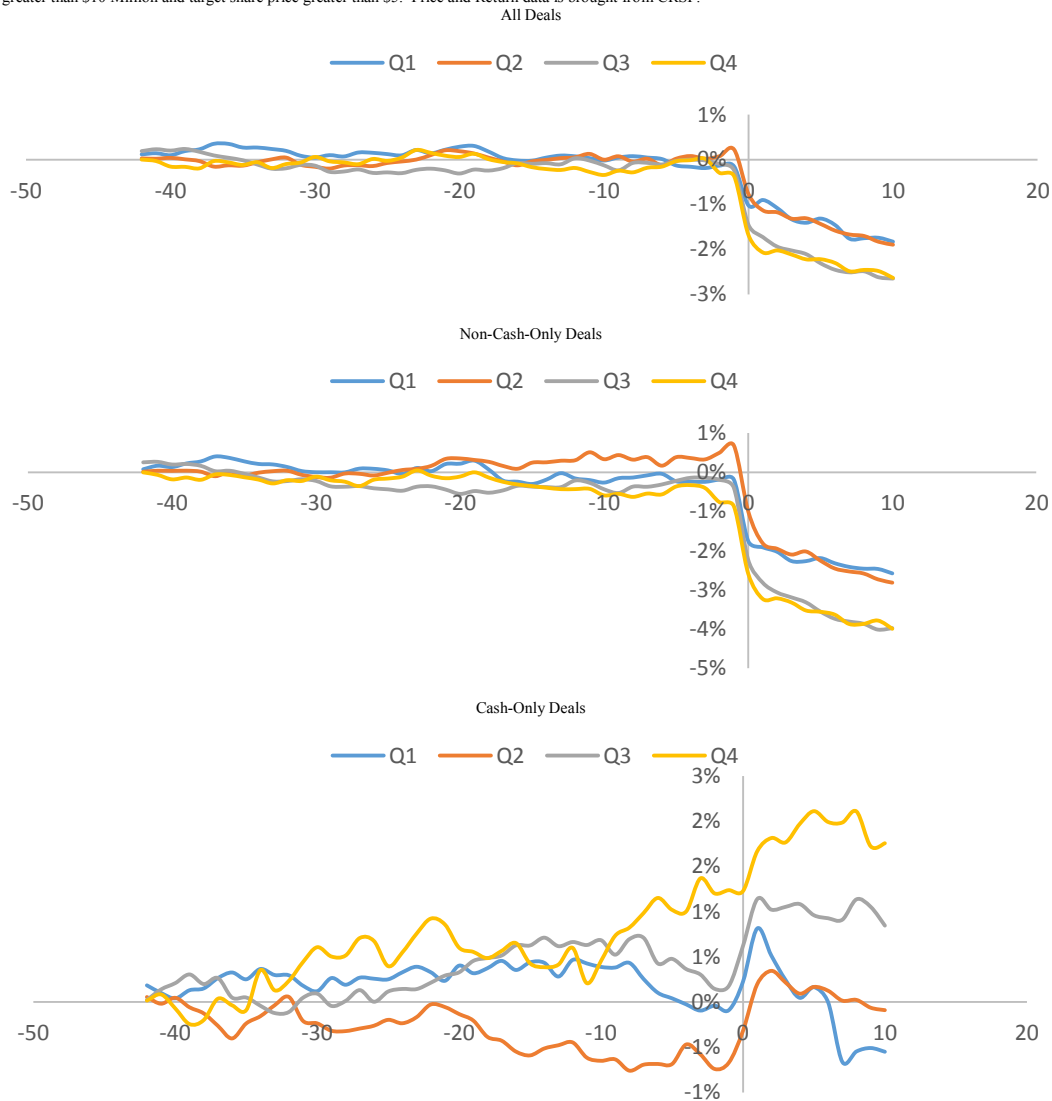 greater than $10 Million and target share price greater than $5. Price and Return data is brought from CRSP.
All Deals
Q1 Q2 Q3 Q4
1%
0%
-50 -40 -30 -20 -10 0 10 20
-1%
-2%
-3%
Non-Cash-Only Deals
Q1 Q2 Q3 Q4
1%
0%
-50 -40 -30 -20 -10 0 10 20
-1%
-2%
-3%
-4%
-5%
Cash-Only Deals
Q1 Q2 Q3 Q4
3%
2%
2%
1%
1%
0%
-50 -40 -30 -20 -10 0 10 20
-1%
-1%